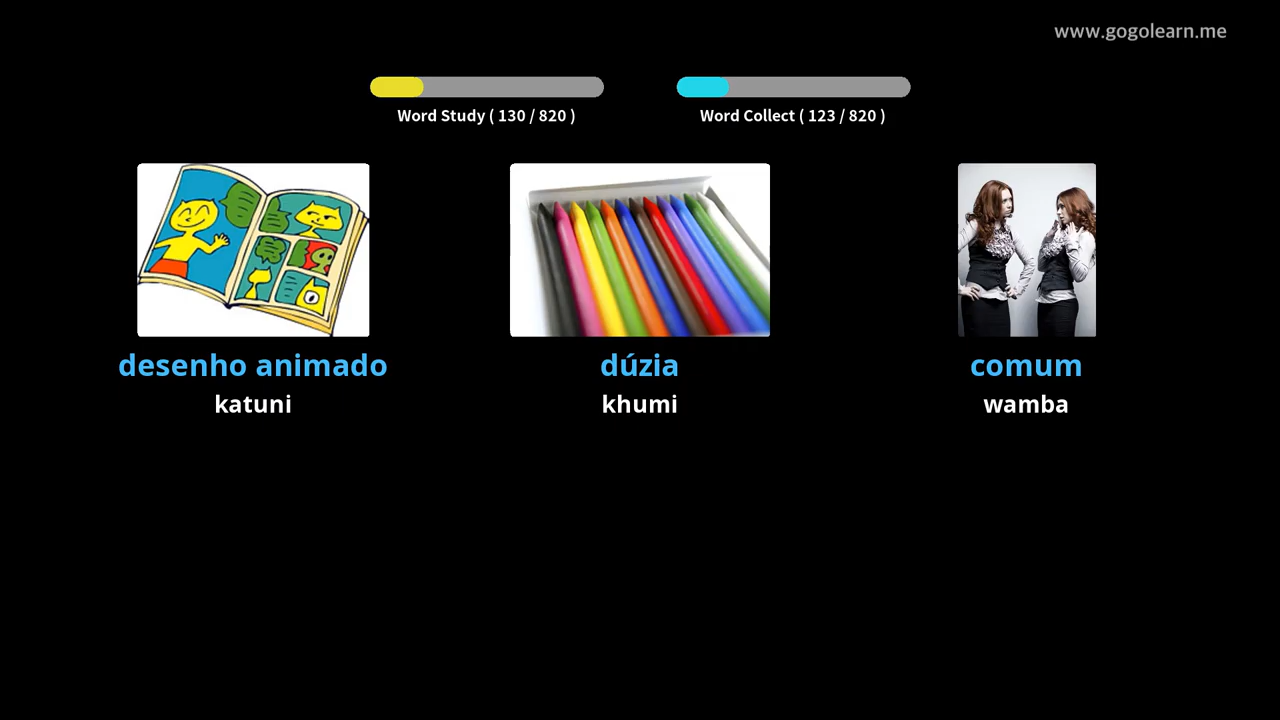 www.gogolearn.me
Word Study ( 130 / 820 )
Word Collect ( 123 / 820 )
desenho animado
katuni
dúzia
khumi
comum
wamba